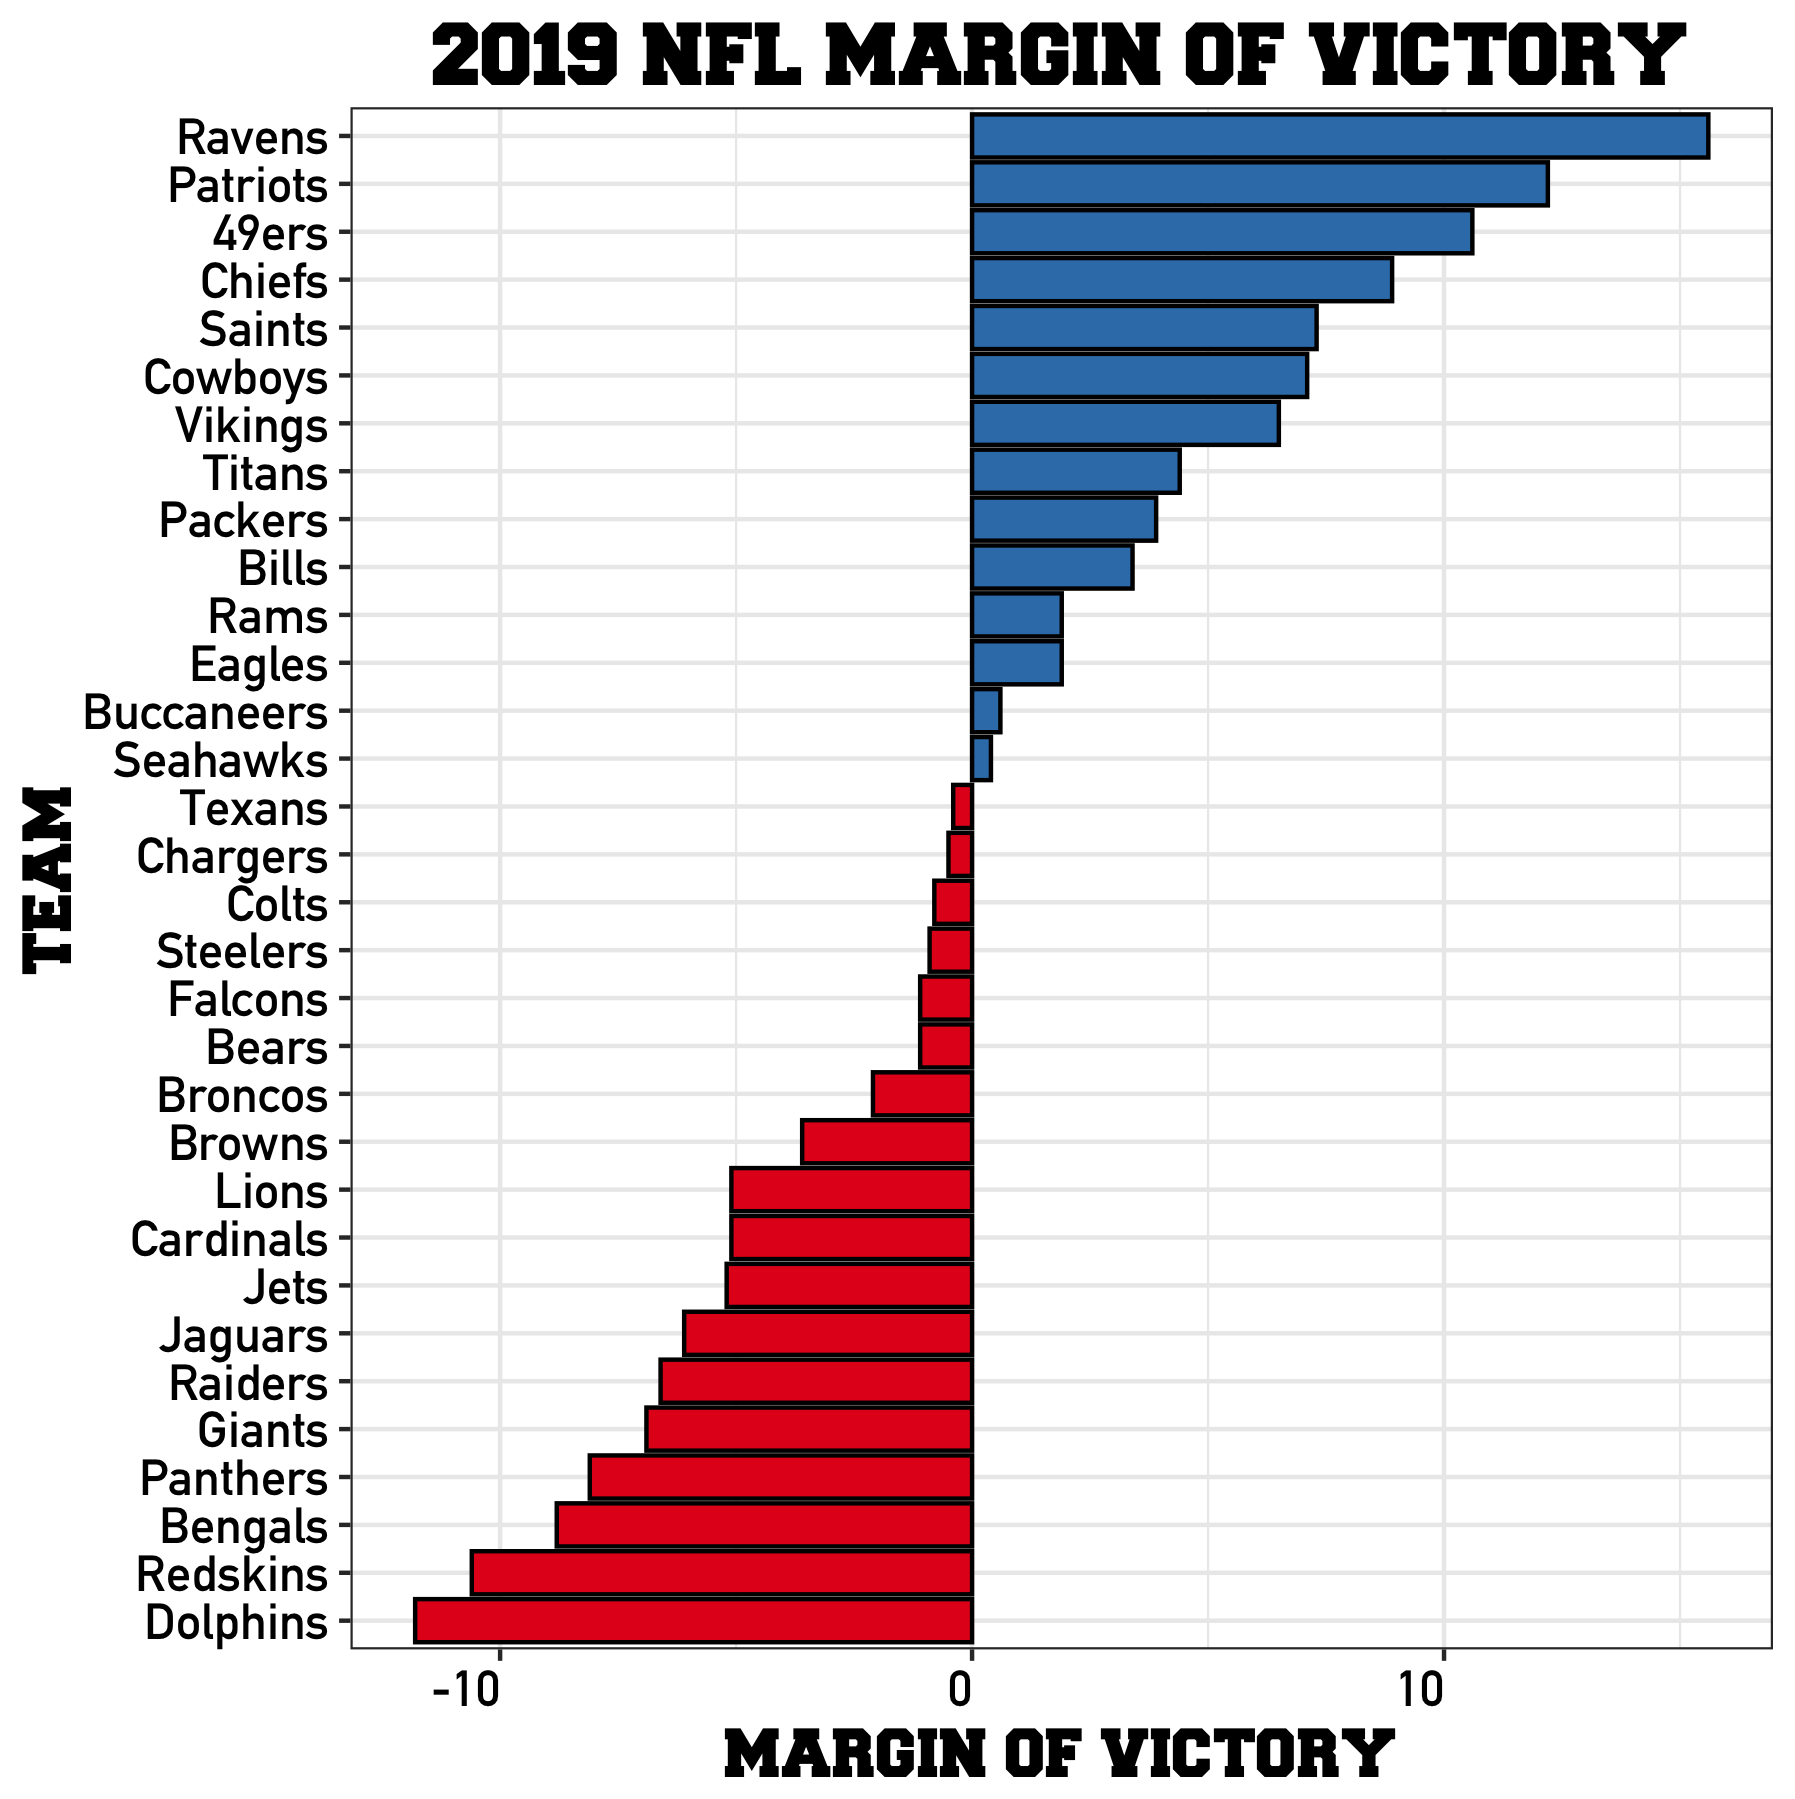 2019 NFL MARGIN OF VICTORY
Ravens
Patriots
49ers
Chiefs
Saints
Cowboys
Vikings
Titans
Packers
Bills
Rams
Eagles
Buccaneers
Seahawks
Texans
Chargers
Colts
Steelers
Falcons
Bears
Broncos
Browns
Lions
Cardinals
Jets
Jaguars
Raiders
Giants
Panthers
Bengals
Redskins
Dolphins
TEAM
-10 0 10
MARGIN OF VICTORY